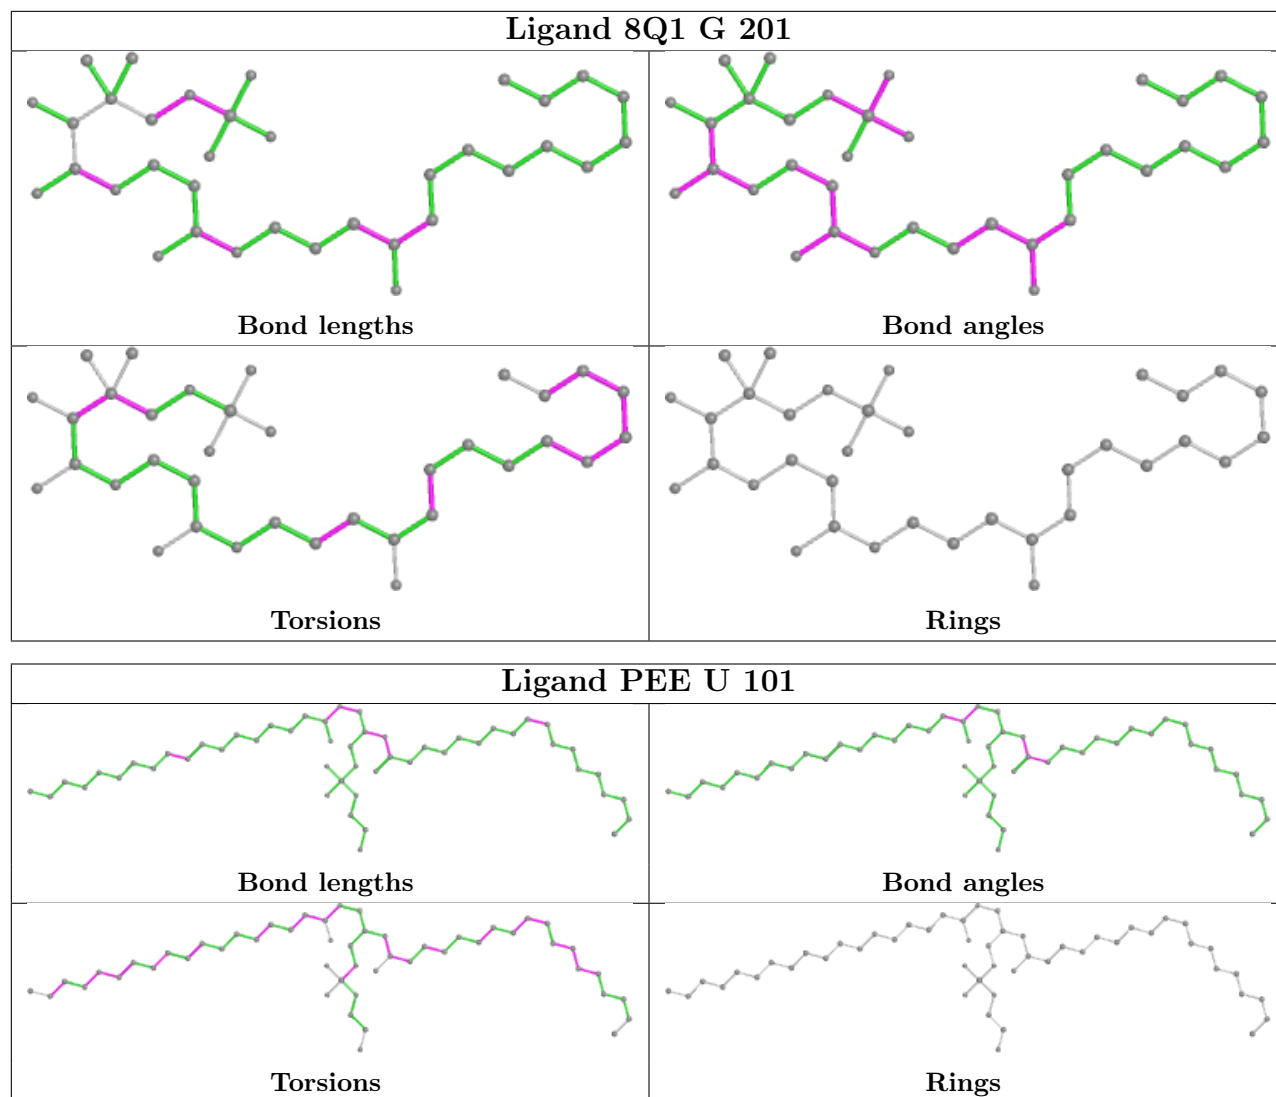 Ligand 8Q1 G 201
Bond lengths
Bond angles
Torsions
Rings
Ligand PEE U 101
Bond lengths
Bond angles
Torsions
Rings